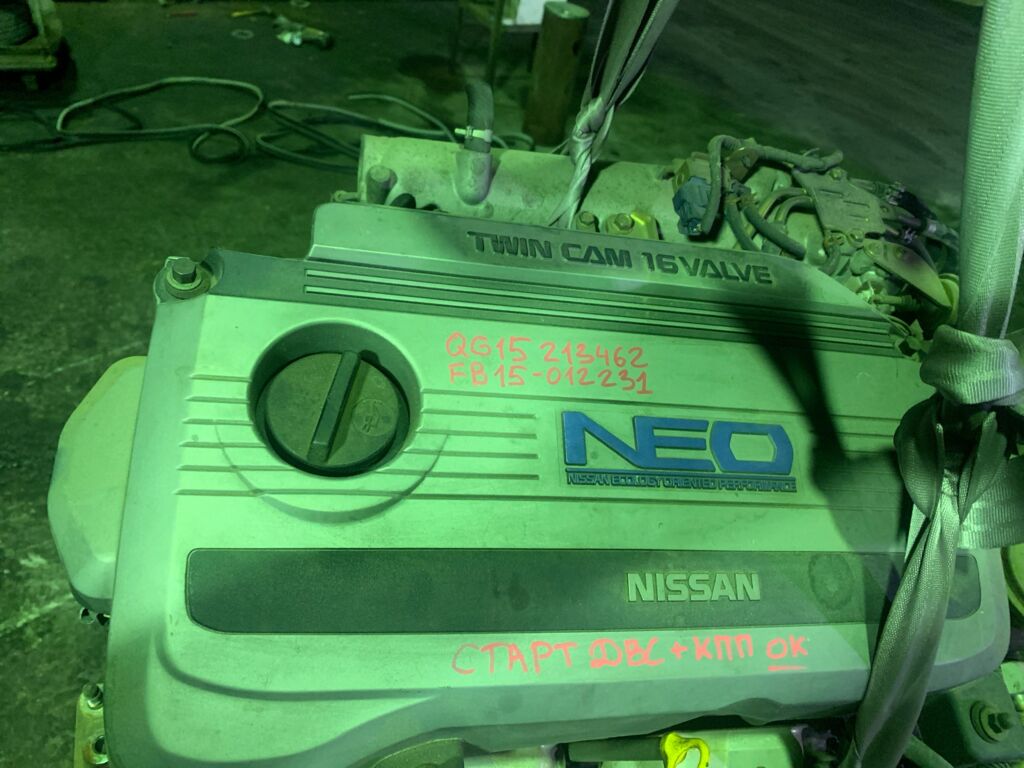 TWIN CAM 16 VALVE
QG15 213462
FB15-012231
NEO
NISSAN ECOLOGY ORIENTED PERFORMANCE
NISSAN
СТАРТ ДВС + КПП ОК